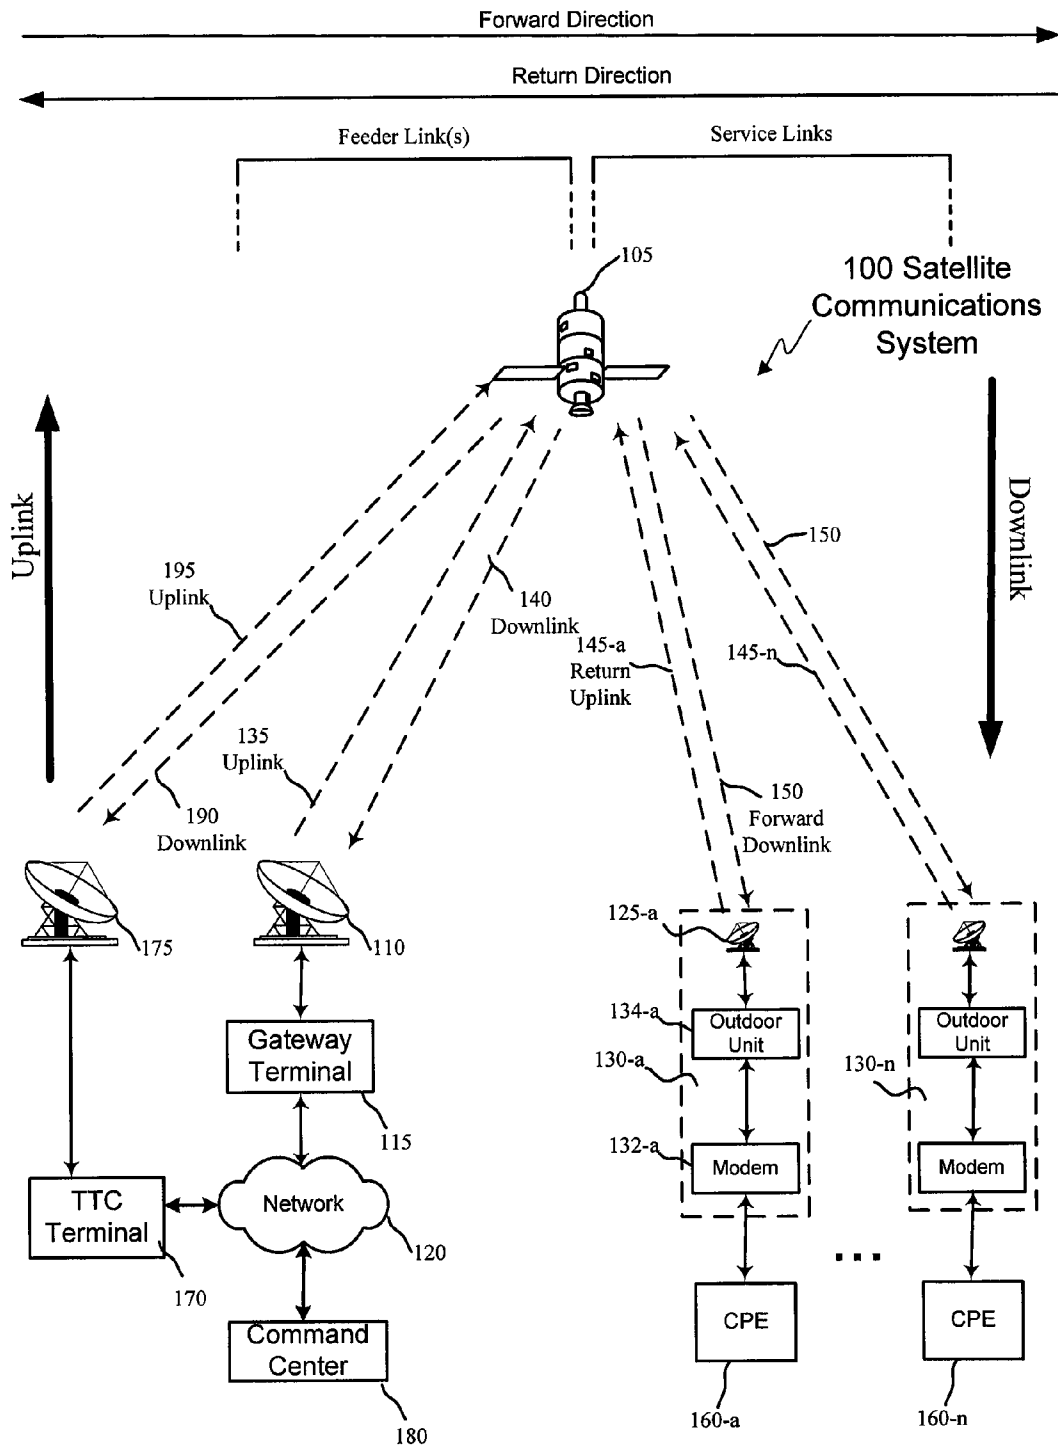 Forward Direction
Return Direction
Feeder Link(s)
Service Links
105
100 Satellite
Communications
System
Uplink
Downlink
195
Uplink
140
Downlink
150
145-a
Return
Uplink
145-n
135
Uplink
190
Downlink
150
Forward
Downlink
175
110
125-a
Gateway
Terminal
134-a
Outdoor
Unit
Outdoor
Unit
130-a
130-n
115
132-a
Modem
Modem
TTC
Terminal
Network
120
170
Command
Center
CPE
CPE
180
160-a
160-n